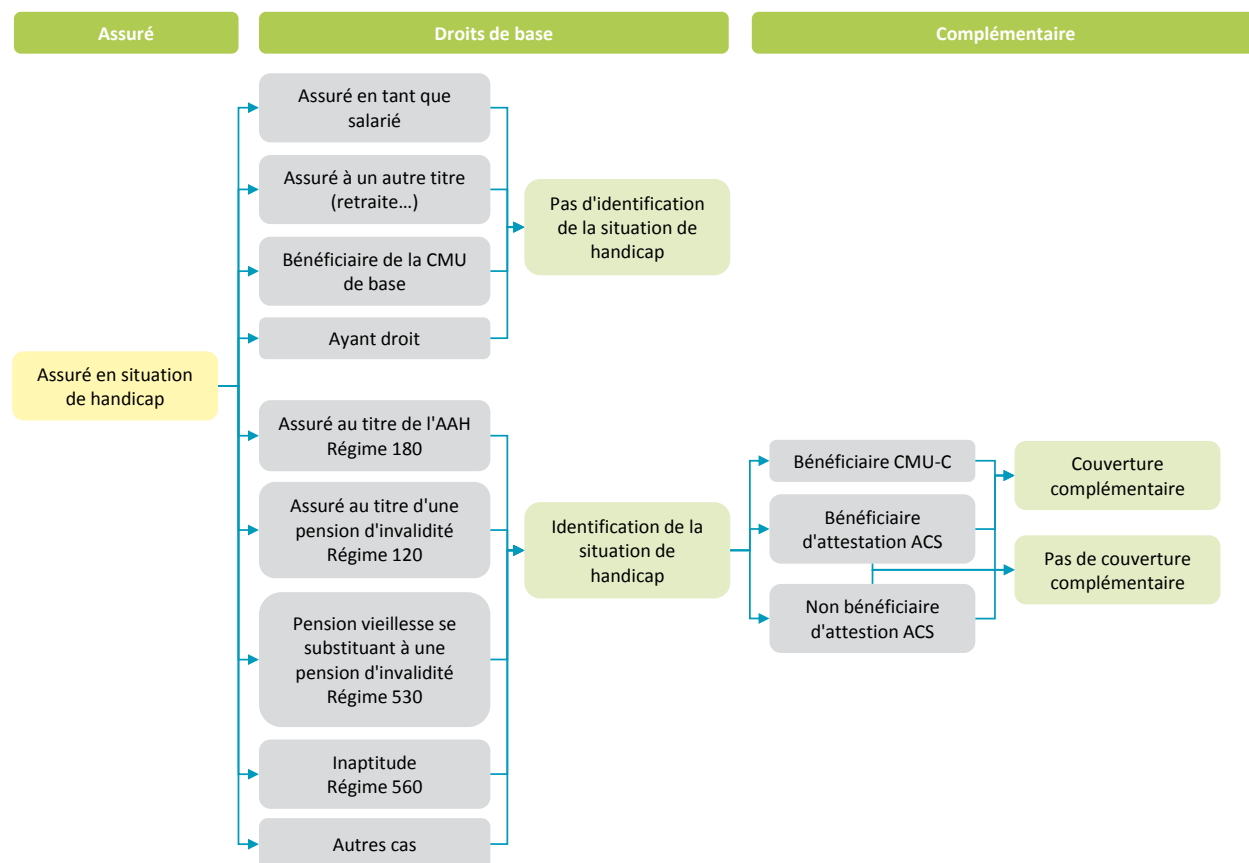 Assuré
Droits de base
Complémentaire
Assuré en situation
de handicap
Assuré en tant que
salarié
Assuré à un autre titre
(retraite…)
Bénéficiaire de la CMU
de base
Ayant droit
Pas d'identification
de la situation de
handicap
Assuré au titre de l'AAH
Régime 180
Assuré au titre d'une
pension d'invalidité
Régime 120
Pension vieillesse se
substituant à une
pension d'invalidité
Régime 530
Inaptitude
Régime 560
Autres cas
Identification de la
situation de
handicap
Bénéficiaire CMU-C
Bénéficiaire
d'attestation ACS
Non bénéficiaire
d'attestion ACS
Couverture
complémentaire
Pas de couverture
complémentaire